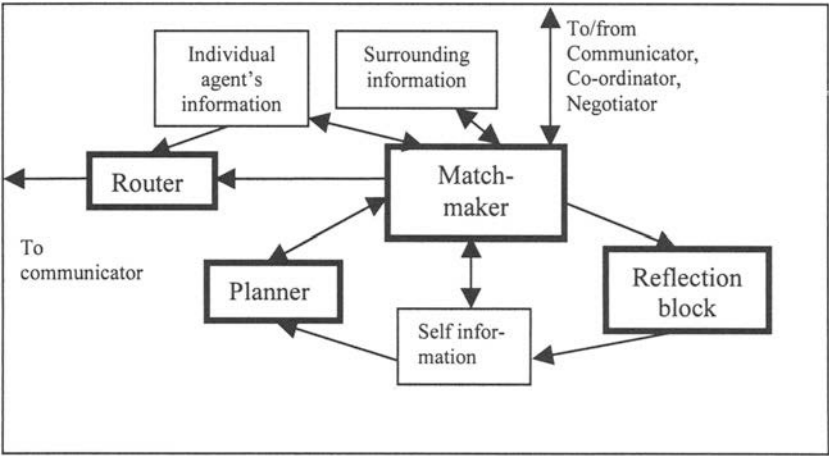 Individual
agent's
information
Surrounding
information
To/from
Communicator,
Co-ordinator,
Negotiator
Router
Match-
maker
To
communicator
Planner
Reflection
block
Self infor-
mation